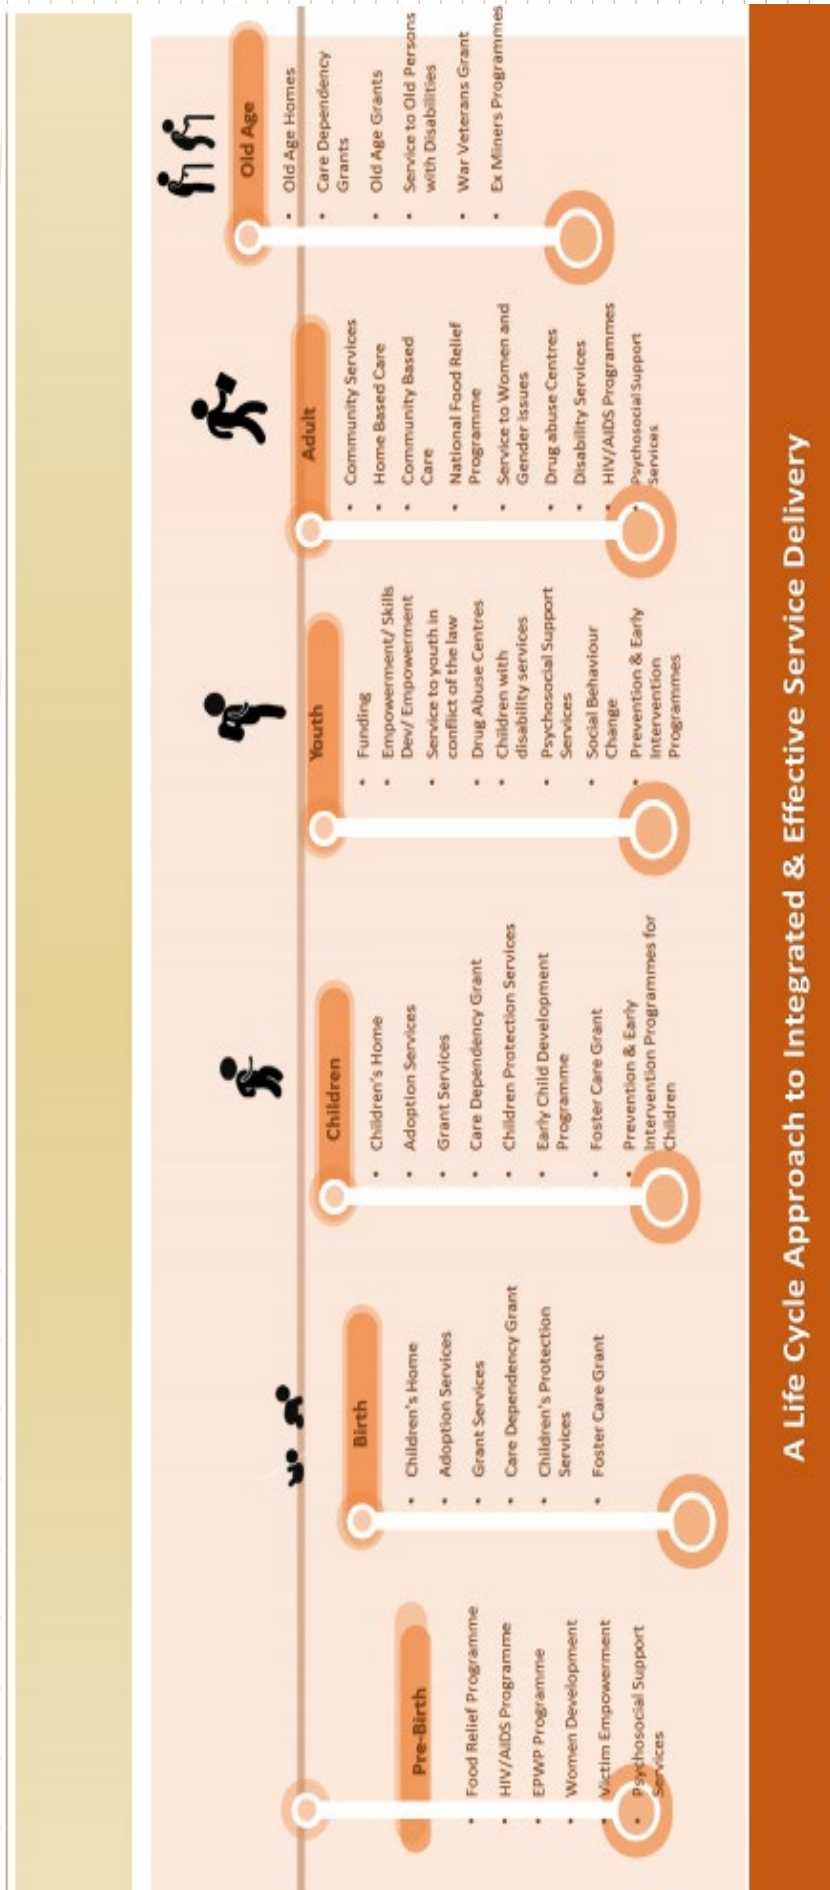 Pre-Birth
• Food Relief Programme
• HIV/AIDS Programme
• EPWP Programme
• Women Development
• Victim Empowerment
• Psychosocial Support
Services
Birth
• Children's Home
• Adoption Services
• Grant Services
• Care Dependency Grant
• Children's Protection
Services
• Foster Care Grant
Children
• Children's Home
• Adoption Services
• Grant Services
• Care Dependency Grant
• Children Protection Services
• Early Child Development
Programme
• Foster Care Grant
• Prevention & Early
Intervention Programmes for
Children
Youth
• Funding
• Empowerment/ Skills
Dev/ Empowerment
• Service to youth in
conflict of the law
• Drug Abuse Centres
• Children with
disability services
• Psychosocial Support
Services
• Social Behaviour
Change
• Prevention & Early
Intervention
Programmes
Adult
• Community Services
• Home Based Care
• Community Based
Care
• National Food Relief
Programme
• Service to Women and
Gender issues
• Drug abuse Centres
• Disability Services
• HIV/AIDS Programmes
• Psychosocial Support
Services
Old Age
• Old Age Homes
• Care Dependency
Grants
• Old Age Grants
• Service to Old Persons
with Disabilities
• War Veterans Grant
• Ex Miners Programmes
A Life Cycle Approach to Integrated & Effective Service Delivery